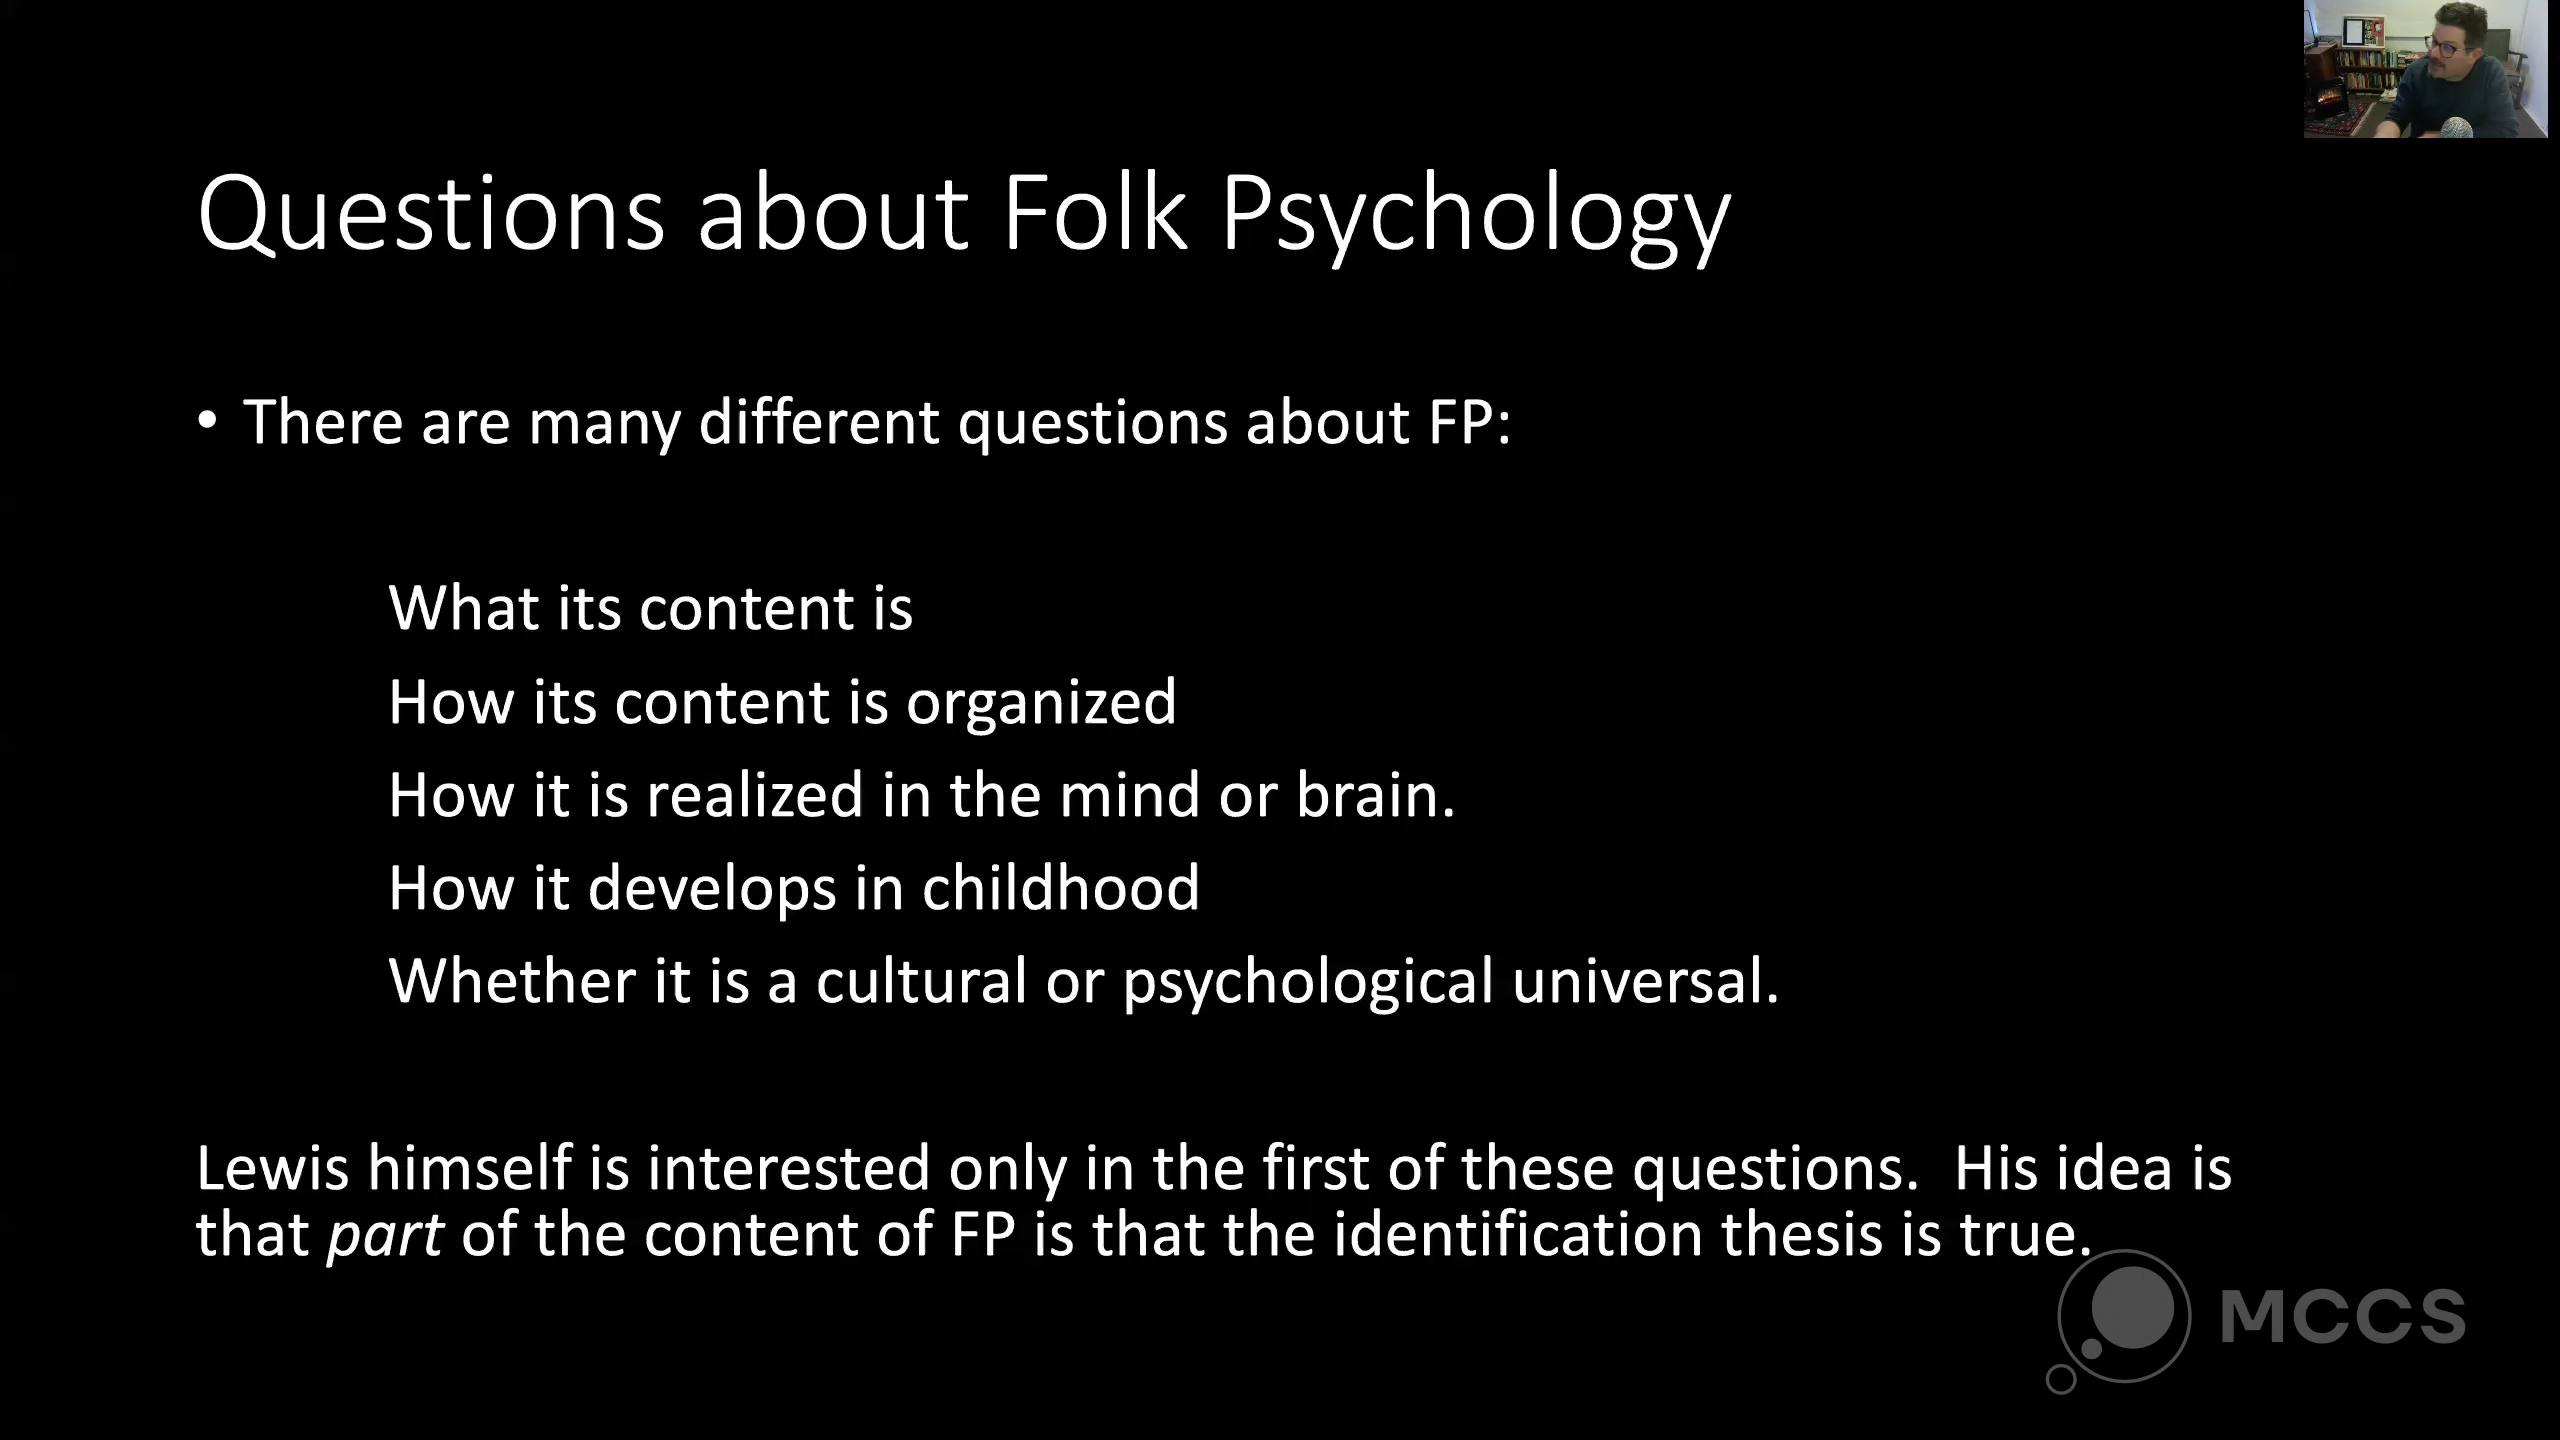 Questions about Folk Psychology
• There are many different questions about FP:
What its content is
How its content is organized
How it is realized in the mind or brain.
How it develops in childhood
Whether it is a cultural or psychological universal.
Lewis himself is interested only in the first of these questions.  His idea is
that part of the content of FP is that the identification thesis is true.
MCCS